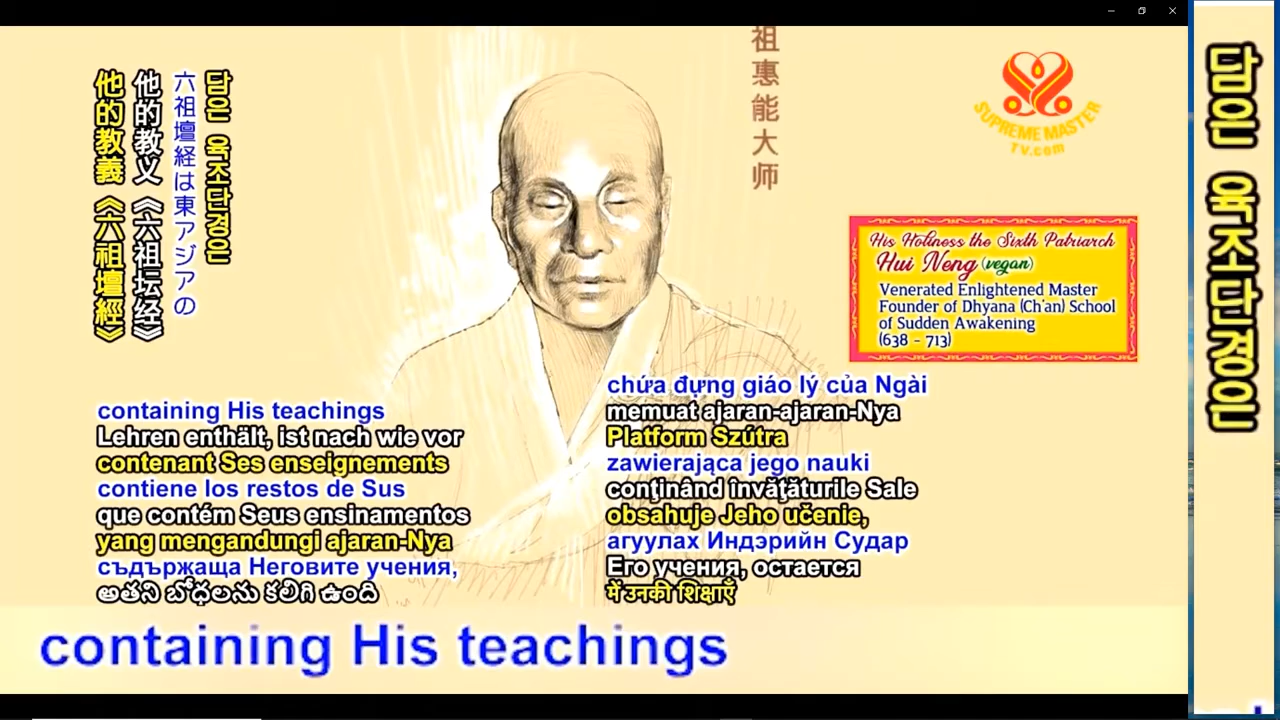 祖惠能大师
SUPREME MASTER
TV.com
담은 육조단경은
六祖壇経は東アジアの
他的教义《六祖坛经》
他的教義《六祖壇經》
His Holiness the Sixth Patriarch
Hui Neng (vegan)
Venerated Enlightened Master
Founder of Dhyana (Ch'an) School
of Sudden Awakening
(638 - 713)
containing His teachings
Lehren enthält, ist nach wie vor
contenant Ses enseignements
contiene los restos de Sus
que contém Seus ensinamentos
yang mengandungi ajaran-Nya
съдържаща Неговите учения,
అతని బోధలను కలిగి ఉంది
chứa đựng giáo lý của Ngài
memuat ajaran-ajaran-Nya
Platform Szútra
zawierająca jego nauki
conţinând învăţăturile Sale
obsahuje Jeho učenie,
агуулах Индэрийн Судар
Его учения, остается
में उनकी शिक्षाएँ
containing His teachings
담은 육조단경은